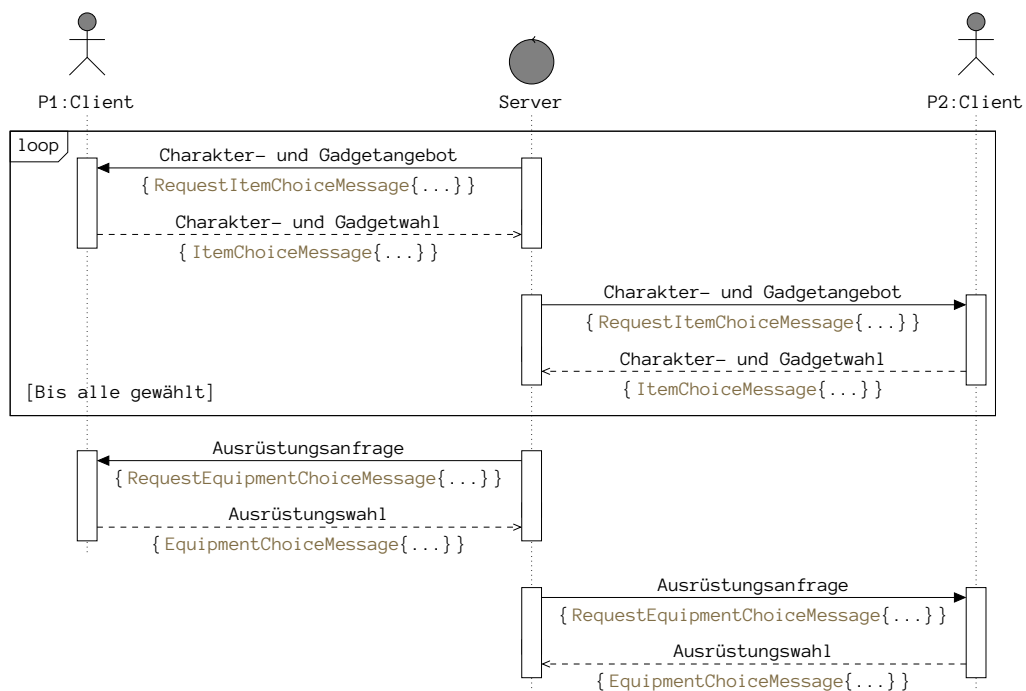 P1:Client
Server
P2:Client
loop
Charakter- und Gadgetangebot
{RequestItemChoiceMessage{...}}
Charakter- und Gadgetwahl
{ItemChoiceMessage{...}}
Charakter- und Gadgetangebot
{RequestItemChoiceMessage{...}}
Charakter- und Gadgetwahl
{ItemChoiceMessage{...}}
[Bis alle gewählt]
Ausrüstungsanfrage
{RequestEquipmentChoiceMessage{...}}
Ausrüstungswahl
{EquipmentChoiceMessage{...}}
Ausrüstungsanfrage
{RequestEquipmentChoiceMessage{...}}
Ausrüstungswahl
{EquipmentChoiceMessage{...}}